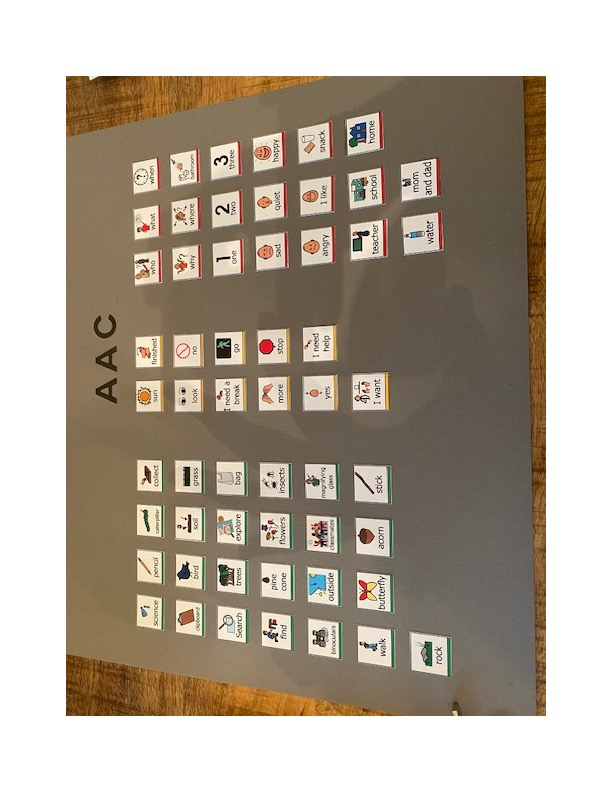 AAC
science
pencil
caterpillar
collect
clipboard
bird
soil
grass
Search
trees
explore
bag
find
pine
cone
flowers
insects
binoculars
outside
classmates
magnifying
glass
walk
butterfly
acorn
stick
rock
sun
finished
look
no
I need a
break
go
more
stop
yes
I need
help
I want
who
what
when
why
where
bathroom
1
one
2
two
3
three
sad
quiet
happy
angry
I like
snack
teacher
school
home
water
mom
and dad